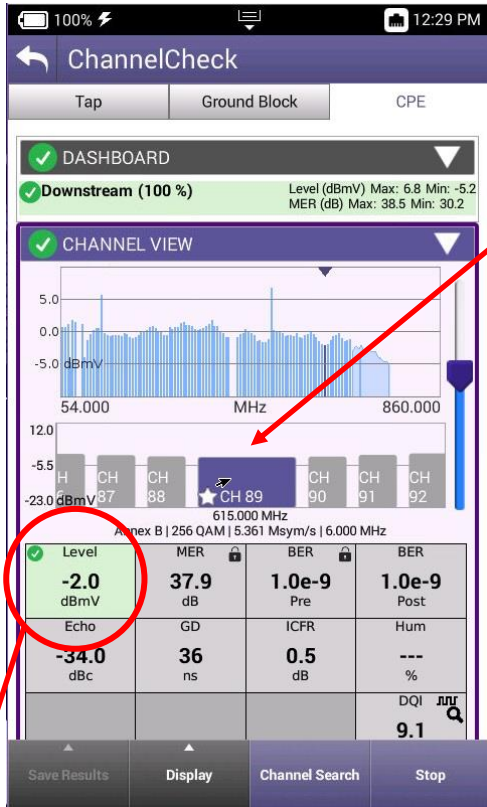 100% 12:29 PM
ChannelCheck
Tap Ground Block CPE
DASHBOARD
Downstream (100 %) Level (dBmV) Max: 6.8 Min: -5.2
MER (dB) Max: 38.5 Min: 30.2
CHANNEL VIEW
5.0
0.0
-5.0 dBmV
54.000 MHz 860.000
12.0
-5.5
H CH CH CH CH CH
87 88 CH 89 90 91 92
-23.0 dBmV
615.000 MHz
Annex B | 256 QAM | 5.361 Msym/s | 6.000 MHz
Level MER BER BER
-2.0 37.9 1.0e-9 1.0e-9
dBmV dB Pre Post
Echo GD ICFR Hum
-34.0 36 0.5 ---
dBc ns dB %
DQI
9.1
Save Results Display Channel Search Stop